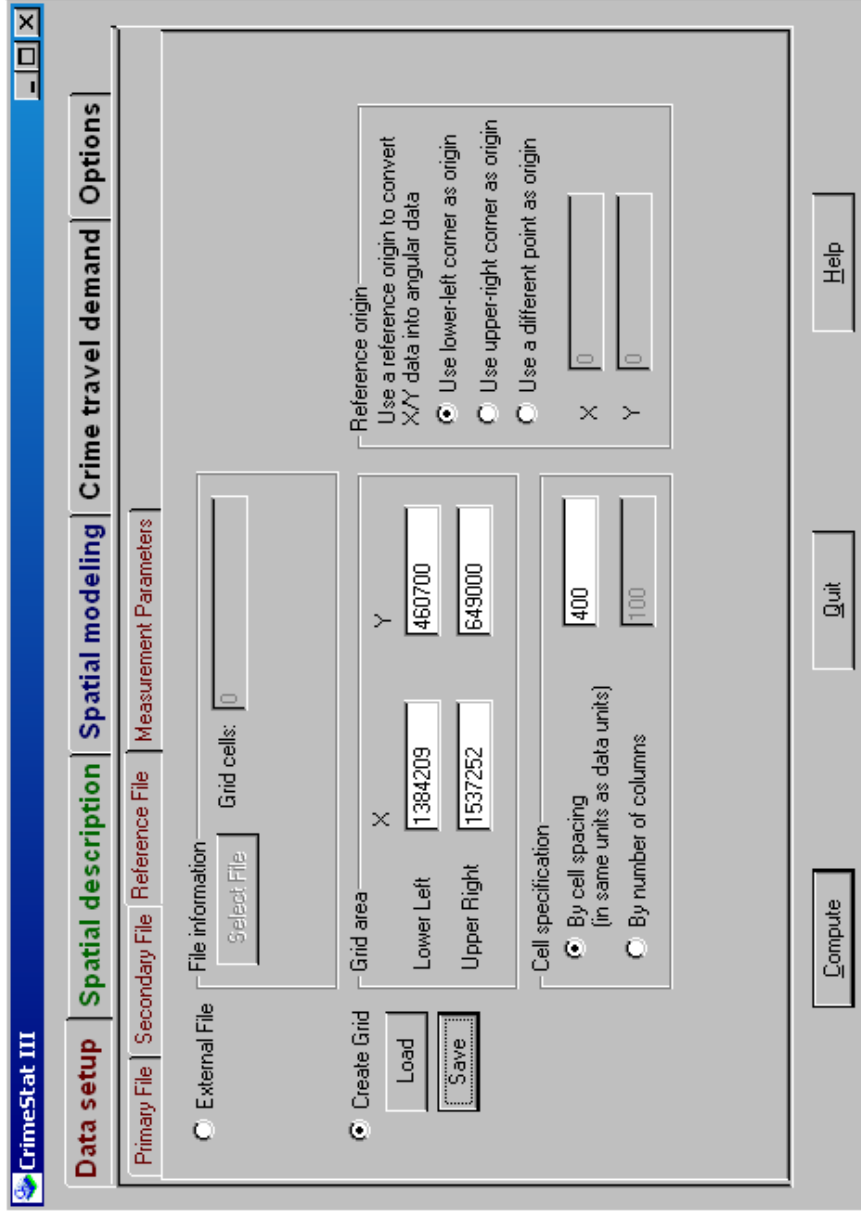 CrimeStat III
Data setup Spatial description Spatial modeling Crime travel demand Options
Primary File Secondary File Reference File Measurement Parameters
External File
File information
Select File Grid cells: 0
Create Grid
Load
Save
Grid area
X Y
Lower Left 1384209 460700
Upper Right 1537252 649000
Cell specification
By cell spacing
(in same units as data units)
400
By number of columns 100
Reference origin
Use a reference origin to convert
X/Y data into angular data
Use lower-left corner as origin
Use upper-right corner as origin
Use a different point as origin
X 0
Y 0
Compute Quit Help